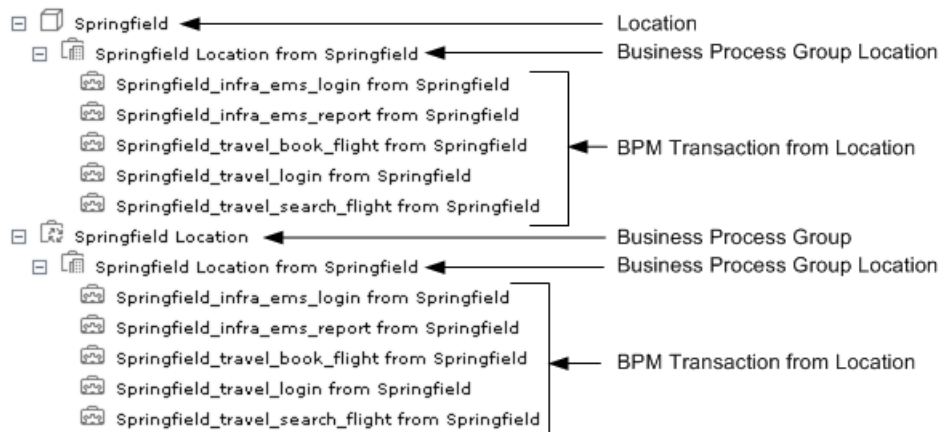 Springfield Location
Springfield Location from Springfield Business Process Group Location
Springfield_infra_ems_login from Springfield
Springfield_infra_ems_report from Springfield
Springfield_travel_book_flight from Springfield BPM Transaction from Location
Springfield_travel_login from Springfield
Springfield_travel_search_flight from Springfield
Springfield Location Business Process Group
Springfield Location from Springfield Business Process Group Location
Springfield_infra_ems_login from Springfield
Springfield_infra_ems_report from Springfield
Springfield_travel_book_flight from Springfield BPM Transaction from Location
Springfield_travel_login from Springfield
Springfield_travel_search_flight from Springfield